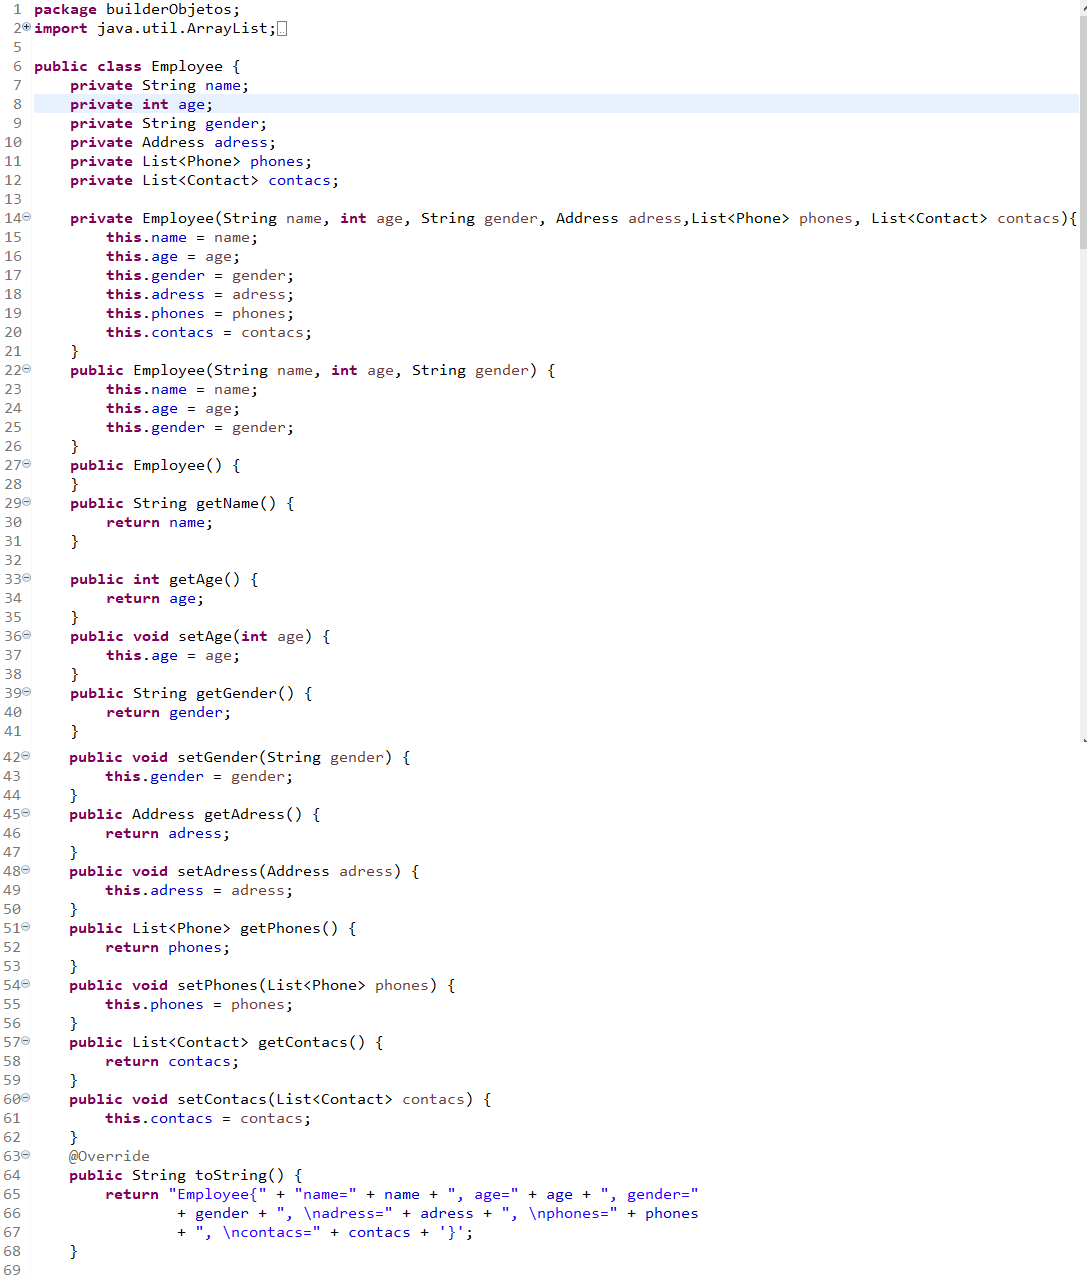 1 package builderObjetos;
2 import java.util.ArrayList;
5
6 public class Employee {
7     private String name;
8     private int age;
9     private String gender;
10     private Address adress;
11     private List<Phone> phones;
12     private List<Contact> contacs;
13
14     private Employee(String name, int age, String gender, Address adress,List<Phone> phones, List<Contact> contacs){
15         this.name = name;
16         this.age = age;
17         this.gender = gender;
18         this.adress = adress;
19         this.phones = phones;
20         this.contacs = contacs;
21     }
22     public Employee(String name, int age, String gender) {
23         this.name = name;
24         this.age = age;
25         this.gender = gender;
26     }
27     public Employee() {
28     }
29     public String getName() {
30         return name;
31     }
32
33     public int getAge() {
34         return age;
35     }
36     public void setAge(int age) {
37         this.age = age;
38     }
39     public String getGender() {
40         return gender;
41     }
42     public void setGender(String gender) {
43         this.gender = gender;
44     }
45     public Address getAdress() {
46         return adress;
47     }
48     public void setAdress(Address adress) {
49         this.adress = adress;
50     }
51     public List<Phone> getPhones() {
52         return phones;
53     }
54     public void setPhones(List<Phone> phones) {
55         this.phones = phones;
56     }
57     public List<Contact> getContacs() {
58         return contacs;
59     }
60     public void setContacs(List<Contact> contacs) {
61         this.contacs = contacs;
62     }
63     @Override
64     public String toString() {
65         return "Employee{" + "name=" + name + ", age=" + age + ", gender="
66                 + gender + ", \nadress=" + adress + ", \nphones=" + phones
67                 + ", \ncontacs=" + contacs + '}';
68     }
69